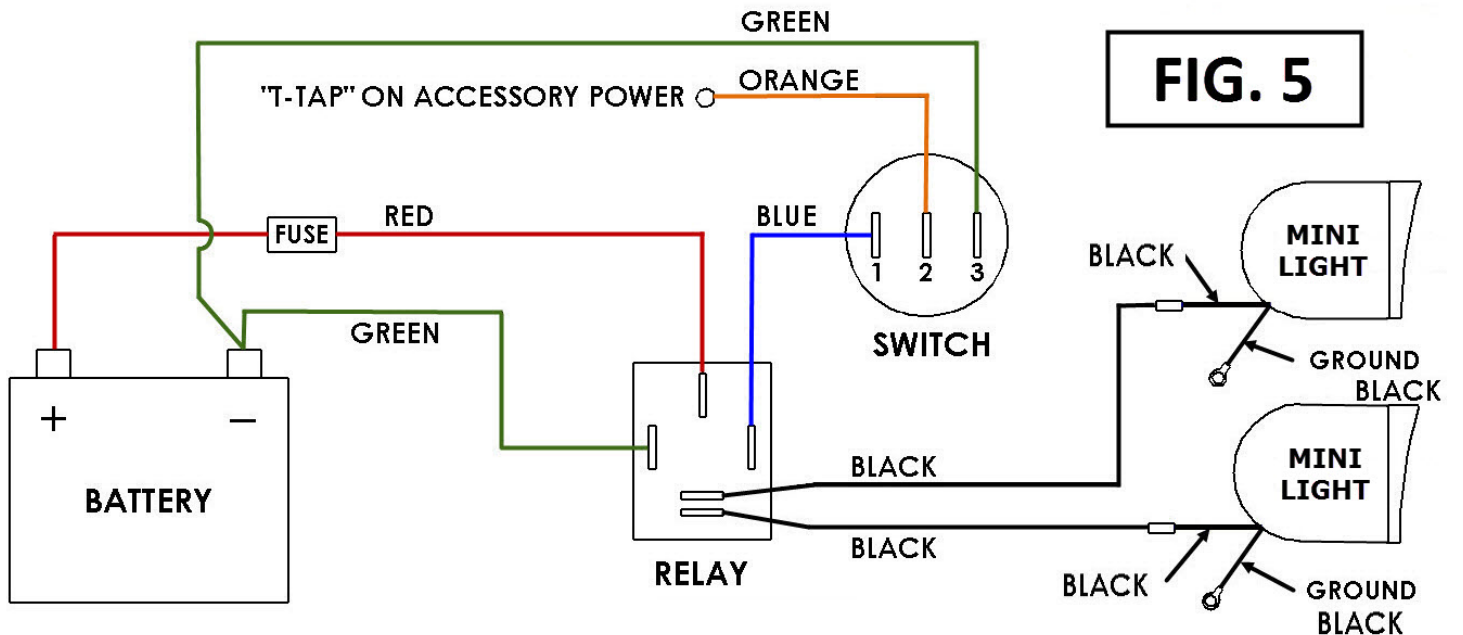 GREEN
FIG. 5
"T-TAP" ON ACCESSORY POWER
ORANGE
FUSE
RED
BLUE
1 2 3
SWITCH
BLACK
MINI
LIGHT
GROUND
BLACK
GREEN
+ −
BATTERY
RELAY
BLACK
BLACK
MINI
LIGHT
BLACK
GROUND
BLACK